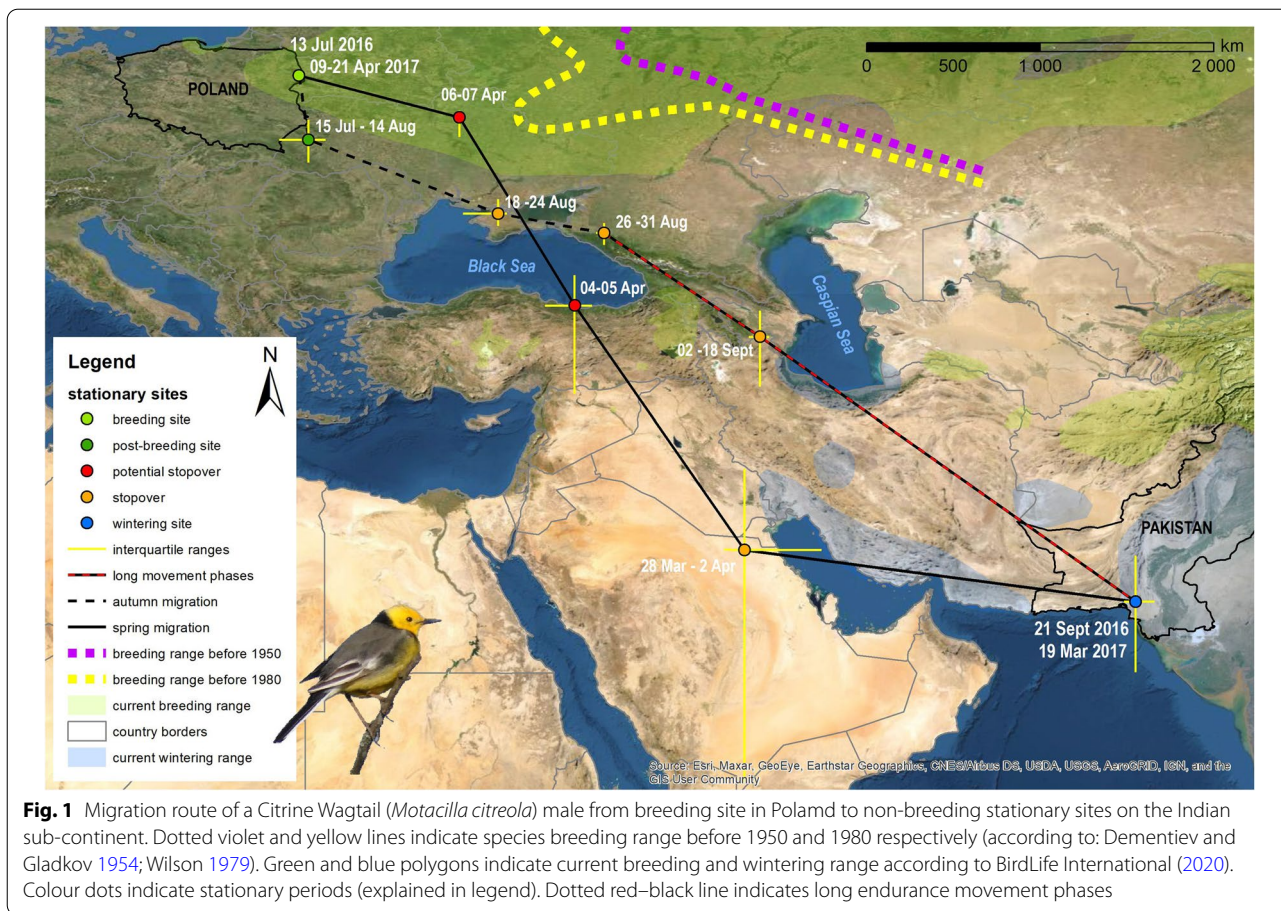 13 Jul 2016
09-21 Apr 2017
POLAND
06-07 Apr
15 Jul - 14 Aug
km
0 500 1 000 2 000
18 -24 Aug
26 -31 Aug
Black Sea
04-05 Apr
Caspian Sea
02 -18 Sept
28 Mar - 2 Apr
PAKISTAN
21 Sept 2016
19 Mar 2017
Legend
N
stationary sites
breeding site
post-breeding site
potential stopover
stopover
wintering site
interquartile ranges
long movement phases
autumn migration
spring migration
breeding range before 1950
breeding range before 1980
current breeding range
country borders
current wintering range
Source: Esri, Maxar, GeoEye, Earthstar Geographics, CNES/Airbus DS, USDA, USGS, AeroGRID, IGN, and the
GIS User Community
Fig. 1 Migration route of a Citrine Wagtail (Motacilla citreola) male from breeding site in Polamd to non-breeding stationary sites on the Indian
sub-continent. Dotted violet and yellow lines indicate species breeding range before 1950 and 1980 respectively (according to: Dementiev and
Gladkov 1954; Wilson 1979). Green and blue polygons indicate current breeding and wintering range according to BirdLife International (2020).
Colour dots indicate stationary periods (explained in legend). Dotted red–black line indicates long endurance movement phases